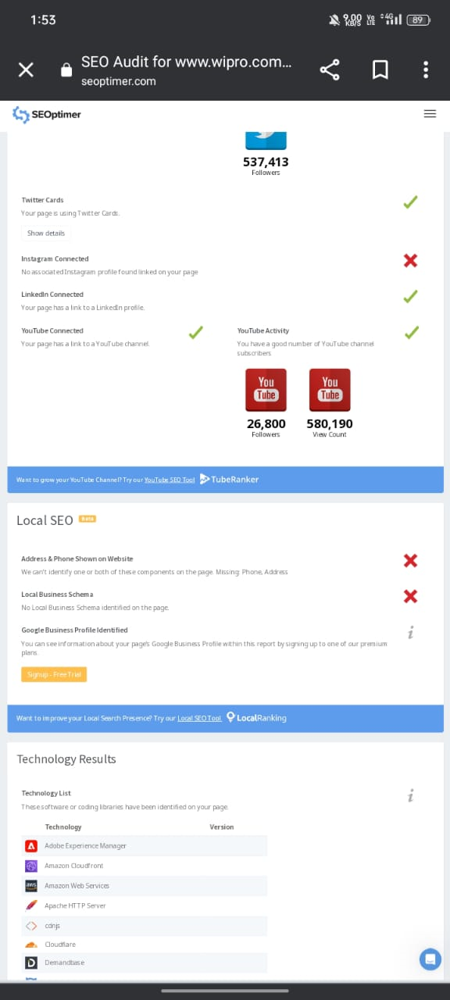 1:53
9.00 KB/S Vo LTE 4G 89
SEO Audit for www.wipro.com...
seoptimer.com
SEOptimer
537,413
Followers
Twitter Cards
Your page is using Twitter Cards.
Show details
Instagram Connected
No associated Instagram profile found linked on your page
LinkedIn Connected
Your page has a link to a LinkedIn profile.
YouTube Connected
Your page has a link to a YouTube channel.
YouTube Activity
You have a good number of YouTube channel
subscribers
You Tube
You Tube
26,800
Followers
580,190
View Count
Want to grow your YouTube Channel? Try our YouTube SEO Tool TubeRanker
Local SEO Beta
Address & Phone Shown on Website
We can't identify one or both of these components on the page. Missing: Phone, Address
Local Business Schema
No Local Business Schema identified on the page.
Google Business Profile Identified
You can see information about your page's Google Business Profile within this report by signing up to one of our premium
plans.
Signup - Free Trial
Want to improve your Local Search Presence? Try our Local SEO Tool LocalRanking
Technology Results
Technology List
These software or coding libraries have been identified on your page.
Technology Version
Adobe Experience Manager
Amazon Cloudfront
aws Amazon Web Services
Apache HTTP Server
cdnjs
Cloudflare
D Demandbase